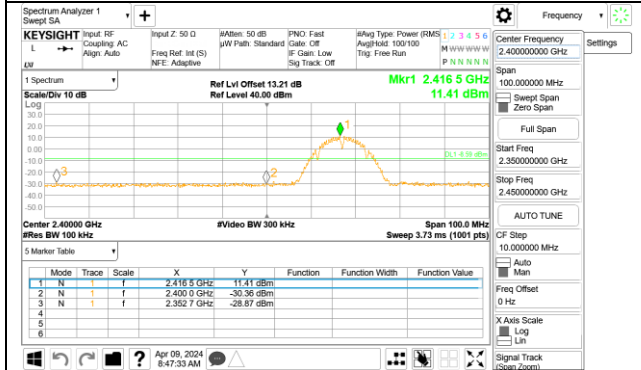 Spectrum Analyzer 1
Swept SA
+
Frequency
KEYSIGHT
Input: RF
Coupling: AC
Align: Auto
Input Z: 50 Ω
Freq Ref: Int (S)
NFE: Adaptive
#Atten: 50 dB
µW Path: Standard
PNO: Fast
Gate: Off
IF Gain: Low
Sig Track: Off
#Avg Type: Power (RMS
Avg|Hold: 100/100
Trig: Free Run
1 2 3 4 5 6
M W W W W W
P N N N N N
L
1 Spectrum
Scale/Div 10 dB
Log
Ref Lvl Offset 13.21 dB
Ref Level 40.00 dBm
Mkr1 2.416 5 GHz
11.41 dBm
30.0
20.0
10.0
0.00
-10.0
-20.0
-30.0
-40.0
-50.0
1
2
3
Center 2.40000 GHz
#Res BW 100 kHz
#Video BW 300 kHz
Span 100.0 MHz
Sweep 3.73 ms (1001 pts)
5 Marker Table
Mode Trace Scale X Y Function Function Width Function Value
1 N 1 f 2.416 5 GHz 11.41 dBm
2 N 1 f 2.400 0 GHz -30.36 dBm
3 N 1 f 2.352 7 GHz -28.87 dBm
4
5
6
Apr 09, 2024
8:47:33 AM
?
Center Frequency
2.400000000 GHz
Settings
Span
100.000000 MHz
Swept Span
Zero Span
Full Span
Start Freq
2.350000000 GHz
Stop Freq
2.450000000 GHz
AUTO TUNE
CF Step
10.000000 MHz
Auto
Man
Freq Offset
0 Hz
X Axis Scale
Log
Lin
Signal Track
(Span Zoom)